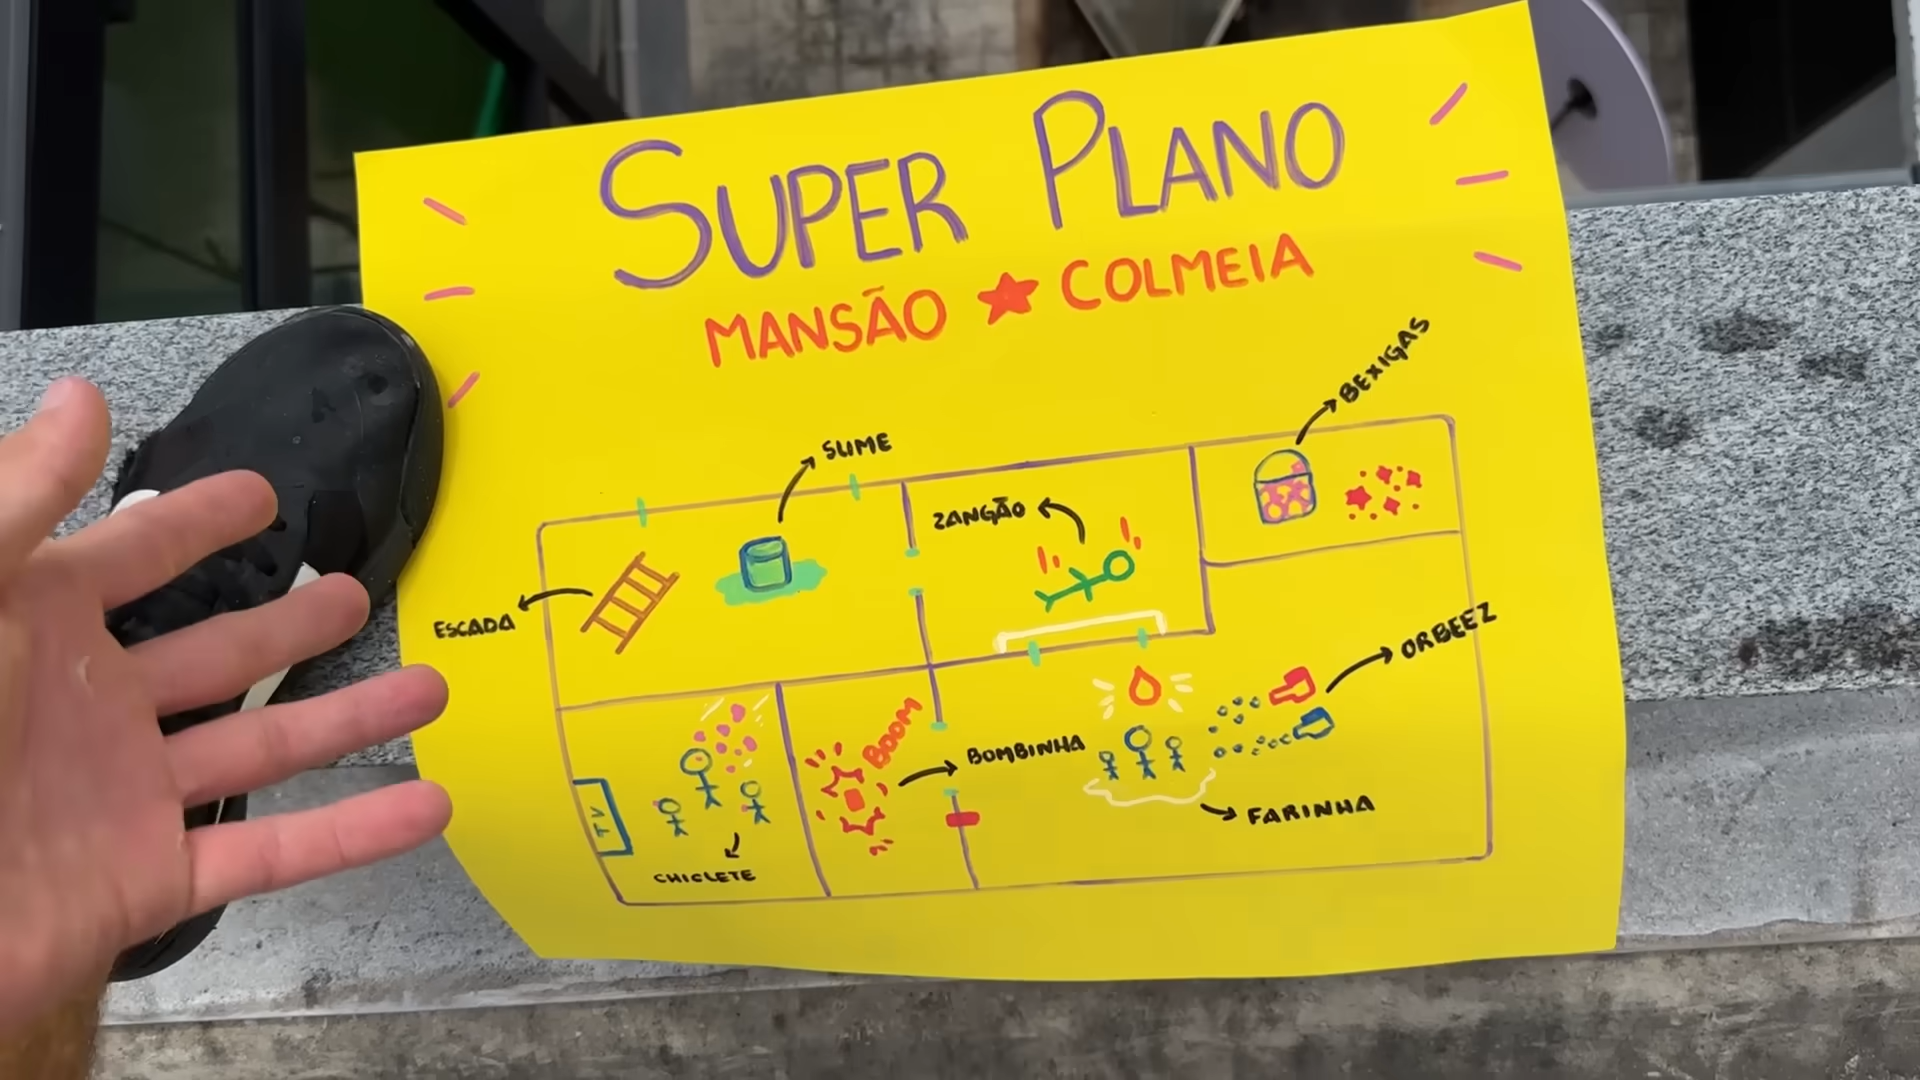 SUPER PLANO
MANSÃO ★ COLMEIA
BEXIGAS
SLIME
ZANGÃO
ESCADA
ORBEEZ
BOOM
BOMBINHA
TV
FARINHA
CHICLETE